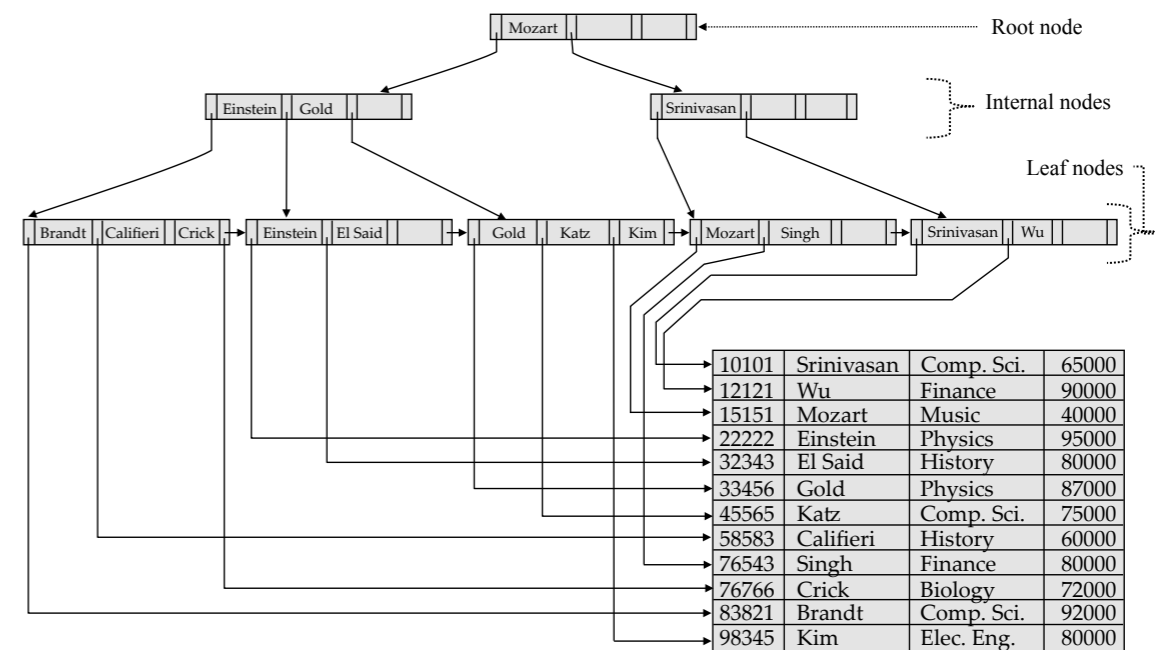 Mozart
Root node
Einstein Gold
Srinivasan
Internal nodes
Leaf nodes
Brandt Califieri Crick
Einstein El Said
Gold Katz Kim
Mozart Singh
Srinivasan Wu
10101 Srinivasan Comp. Sci. 65000
12121 Wu Finance 90000
15151 Mozart Music 40000
22222 Einstein Physics 95000
32343 El Said History 80000
33456 Gold Physics 87000
45565 Katz Comp. Sci. 75000
58583 Califieri History 60000
76543 Singh Finance 80000
76766 Crick Biology 72000
83821 Brandt Comp. Sci. 92000
98345 Kim Elec. Eng. 80000